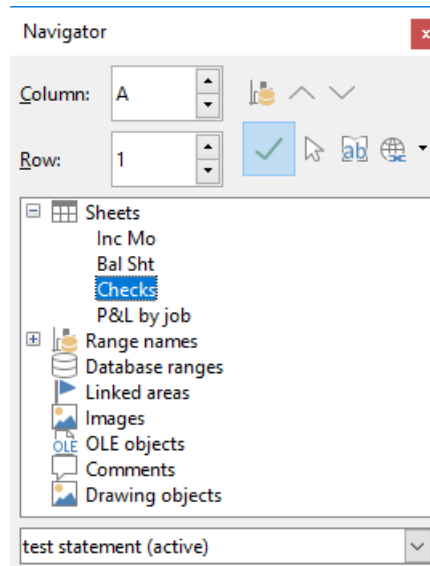 Navigator
x
Column: A
Row: 1
ab
Sheets
Inc Mo
Bal Sht
Checks
P&L by job
Range names
Database ranges
Linked areas
Images
OLE OLE objects
Comments
Drawing objects
test statement (active)